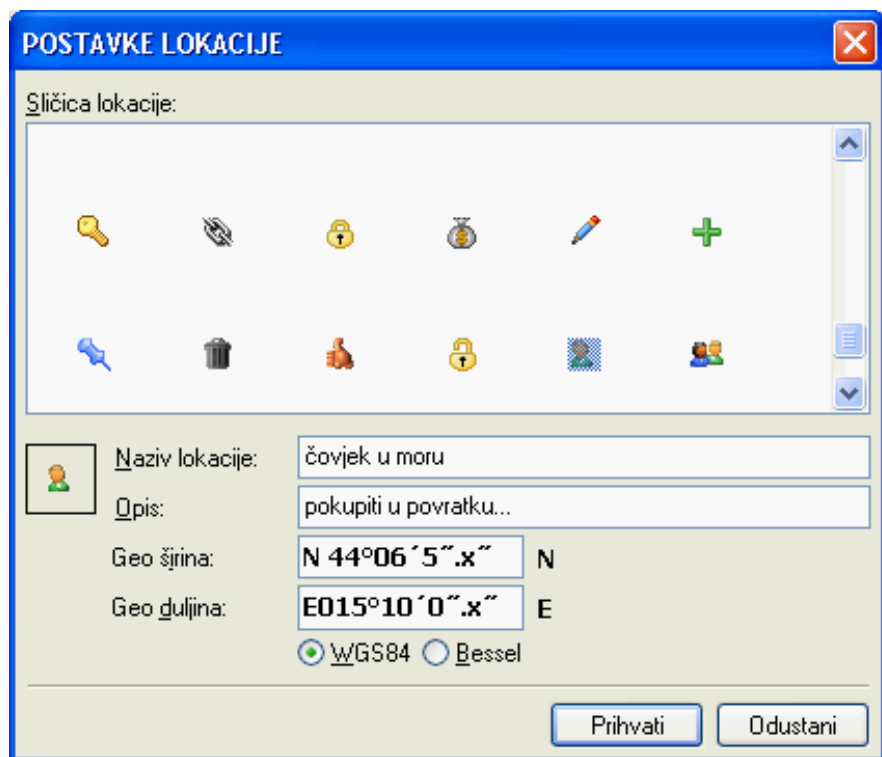 POSTAVKE LOKACIJE
Sličica lokacije:
Naziv lokacije: čovjek u moru
Opis: pokupiti u povratku...
Geo širina: N 44°06´5˝.x˝ N
Geo duljina: E015°10´0˝.x˝ E
WGS84 Bessel
Prihvati Odustani